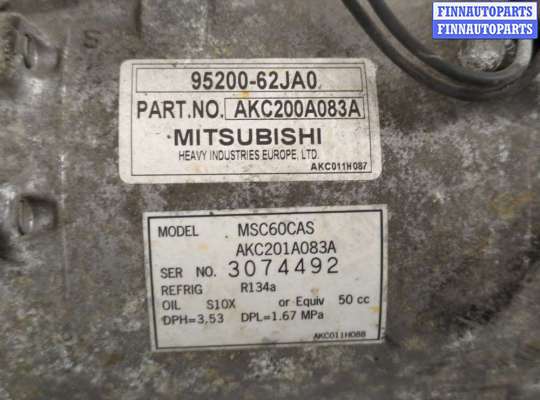 FINNAUTOPARTS
FINNAUTOPARTS
FINNAUTOPARTS
95200-62JA0
PART.NO. AKC200A083A
MITSUBISHI
HEAVY INDUSTRIES EUROPE, LTD.
AKC011H087
MODEL MSC60CAS
AKC201A083A
SER NO. 3074492
REFRIG R134a
OIL S10X or Equiv 50 cc
DPH=3.53 DPL=1.67 MPa
AKC011H088